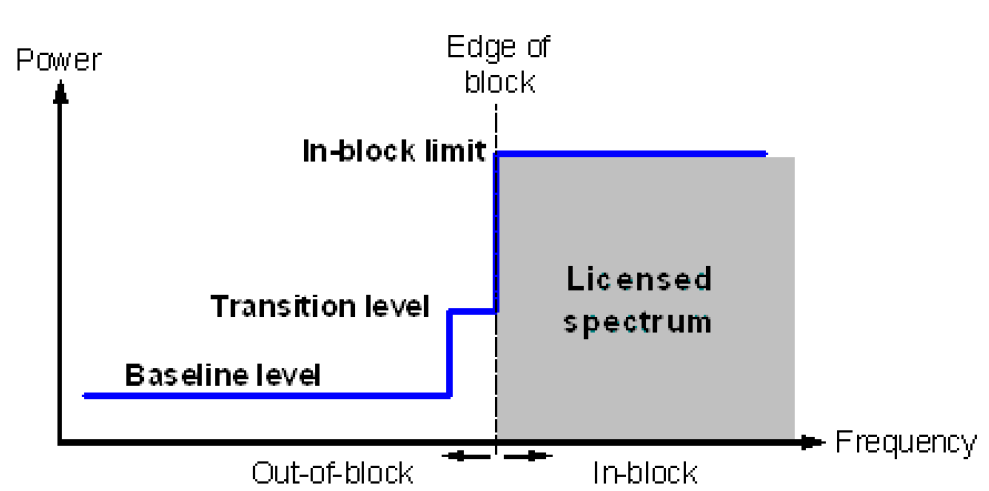 Power
Edge of
block
In-block limit
Licensed
spectrum
Transition level
Baseline level
Frequency
Out-of-block
In-block